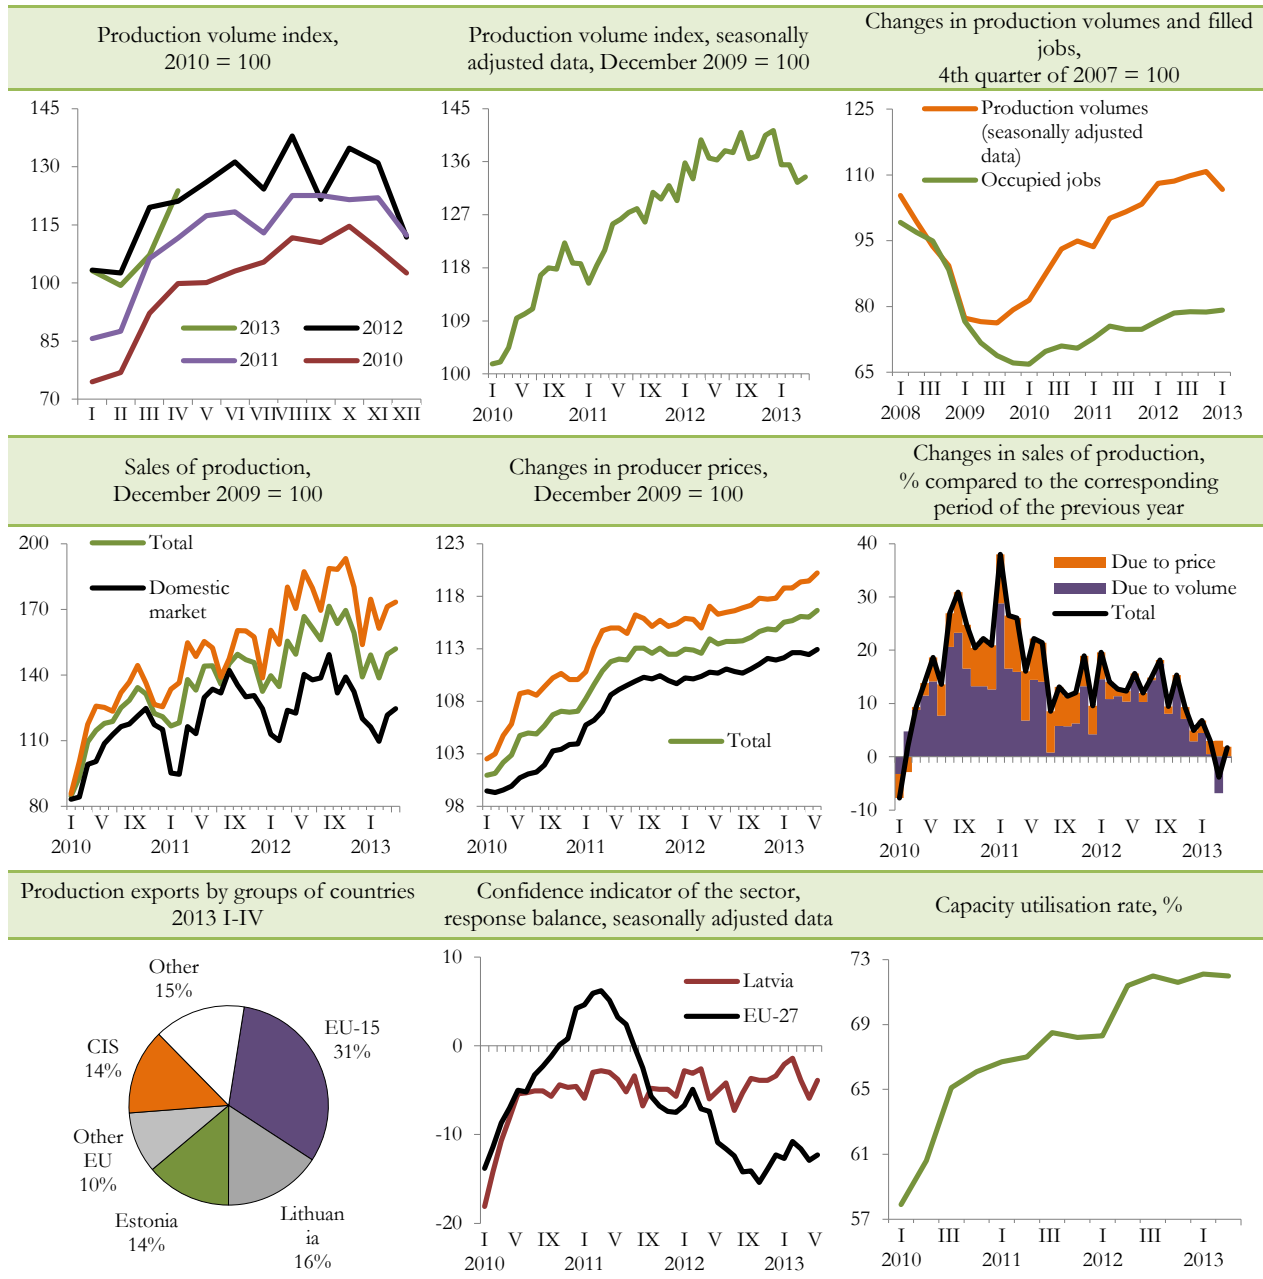 Production volume index,
2010 = 100
Production volume index, seasonally
adjusted data, December 2009 = 100
Changes in production volumes and filled
jobs,
4th quarter of 2007 = 100
145
130
115
100
85
70
2013
2012
2011
2010
I II III IV V VI VII VIII IX X XI XII
145
136
127
118
109
100
I V IX I V IX I V IX I
2010 2011 2012 2013
125
110
95
80
65
Production volumes
(seasonally adjusted
data)
Occupied jobs
I III I III I III I III I III I
2008 2009 2010 2011 2012 2013
Sales of production,
December 2009 = 100
Changes in producer prices,
December 2009 = 100
Changes in sales of production,
% compared to the corresponding
period of the previous year
200
170
140
110
80
Total
Domestic
market
I V IX I V IX I V IX I
2010 2011 2012 2013
123
118
113
108
103
98
Total
I V IX I V IX I V IX I V
2010 2011 2012 2013
40
30
20
10
0
-10
Due to price
Due to volume
Total
I V IX I V IX I V IX I
2010 2011 2012 2013
Production exports by groups of countries
2013 I-IV
Confidence indicator of the sector,
response balance, seasonally adjusted data
Capacity utilisation rate, %
Other
15%
EU-15
31%
CIS
14%
Other
EU
10%
Estonia
14%
Lithuan
ia
16%
10
0
-10
-20
Latvia
EU-27
I V IX I V IX I V IX I V
2010 2011 2012 2013
73
69
65
61
57
I III I III I III I
2010 2011 2012 2013